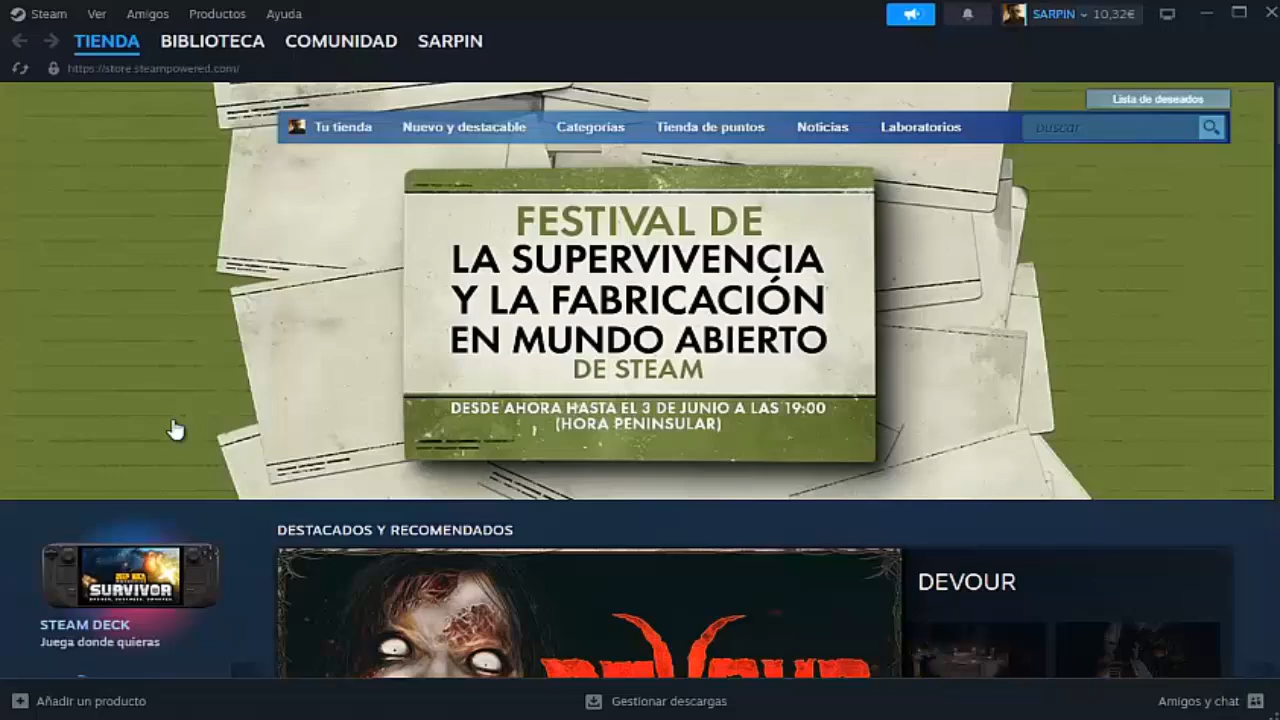 Steam Ver Amigos Productos Ayuda
SARPIN 10,32€
TIENDA BIBLIOTECA COMUNIDAD SARPIN
https://store.steampowered.com/
Lista de deseados
Tu tienda Nuevo y destacable Categorías Tienda de puntos Noticias Laboratorios buscar
FESTIVAL DE
LA SUPERVIVENCIA
Y LA FABRICACIÓN
EN MUNDO ABIERTO
DE STEAM
DESDE AHORA HASTA EL 3 DE JUNIO A LAS 19:00
(HORA PENINSULAR)
DESTACADOS Y RECOMENDADOS
SURVIVOR
DEVOUR
DEVOUR
STEAM DECK
Juega donde quieras
Añadir un producto Gestionar descargas Amigos y chat